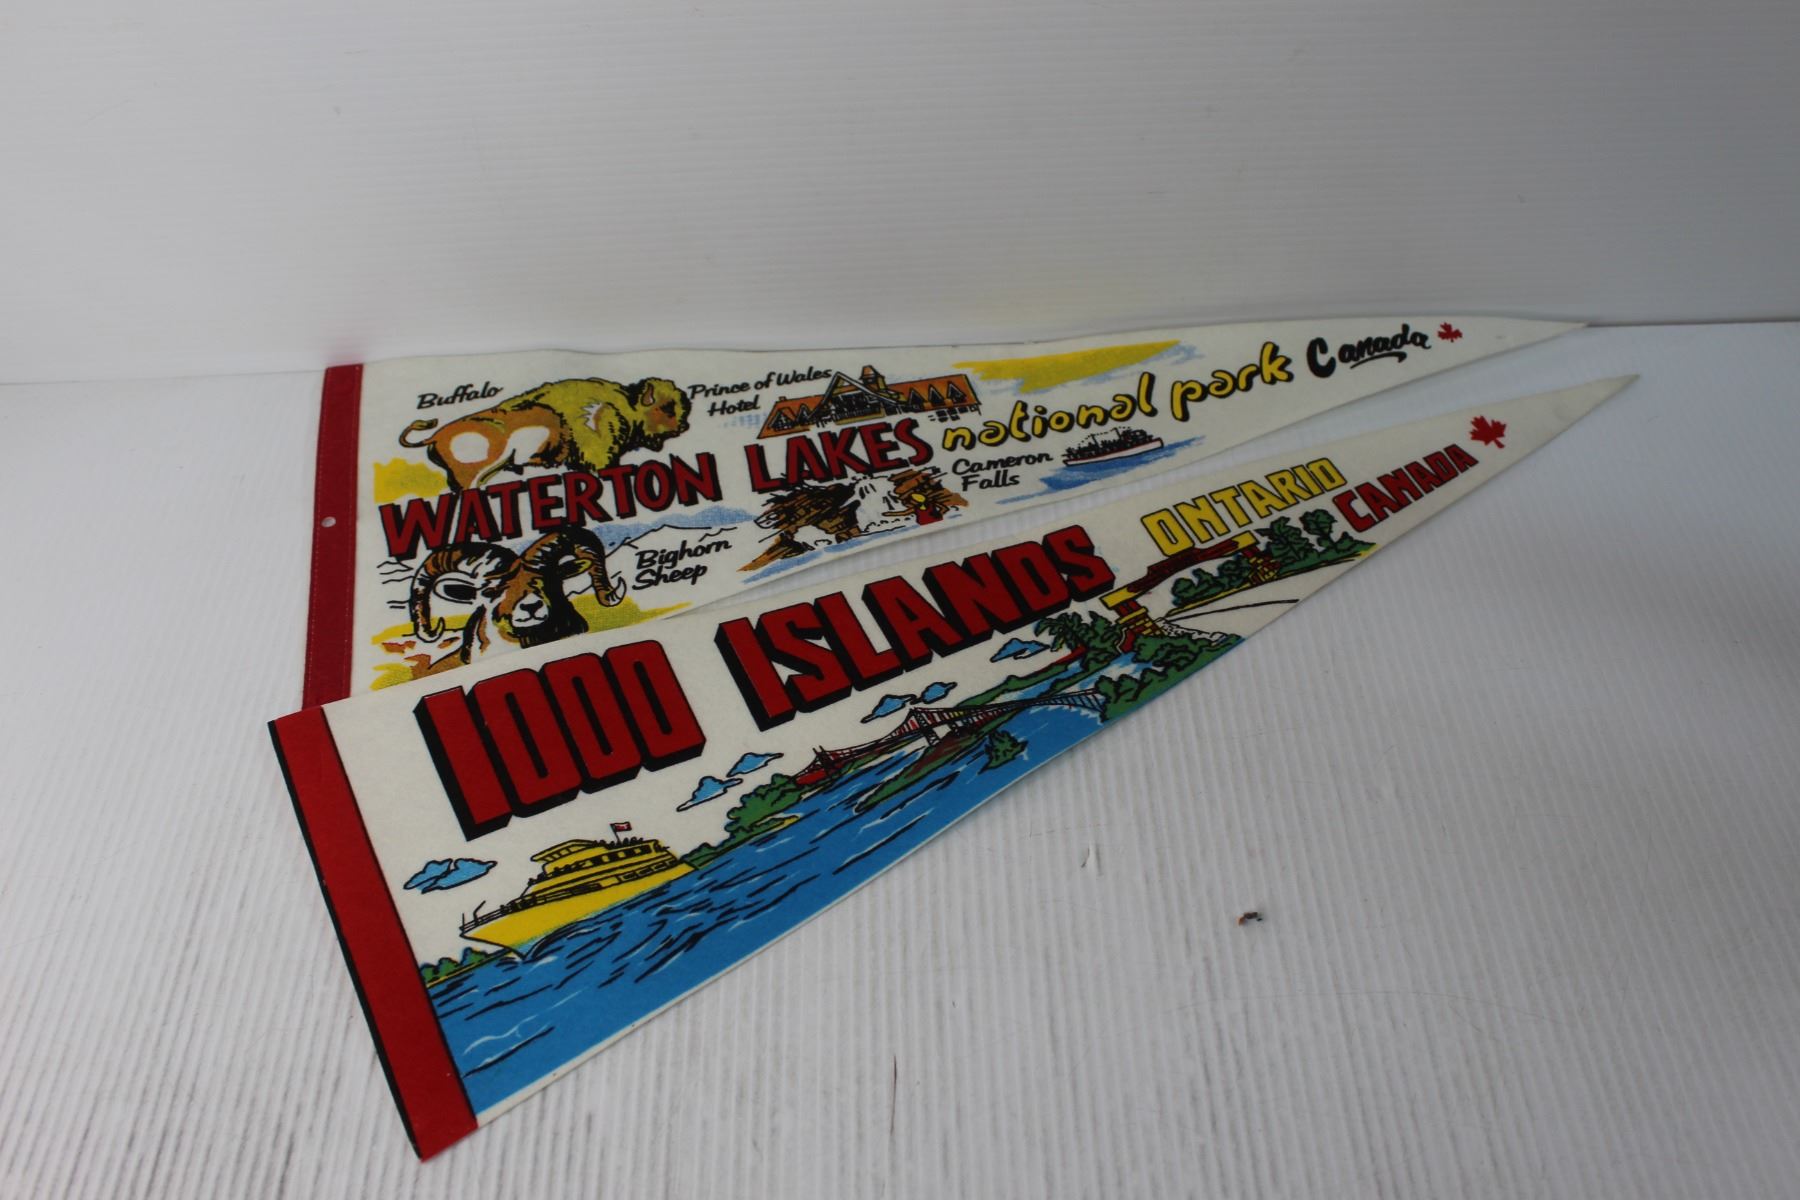 Buffalo
Prince of Wales
Hotel
WATERTON LAKES national park Canada
Cameron
Falls
Bighorn
Sheep
1000 ISLANDS
ONTARIO
CANADA